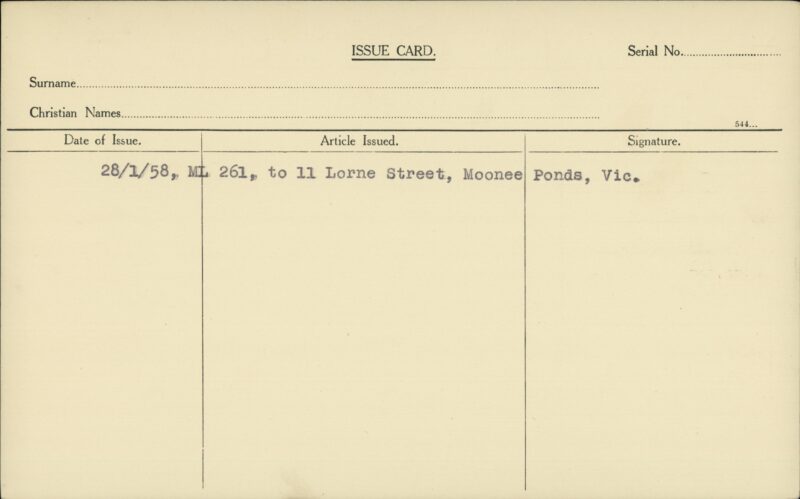 ISSUE CARD.
Serial No..............................
Surname..............................
Christian Names..............................
544...
Date of Issue. Article Issued. Signature.
28/1/58,, ML 261,, to 11 Lorne Street, Moonee Ponds, Vic.